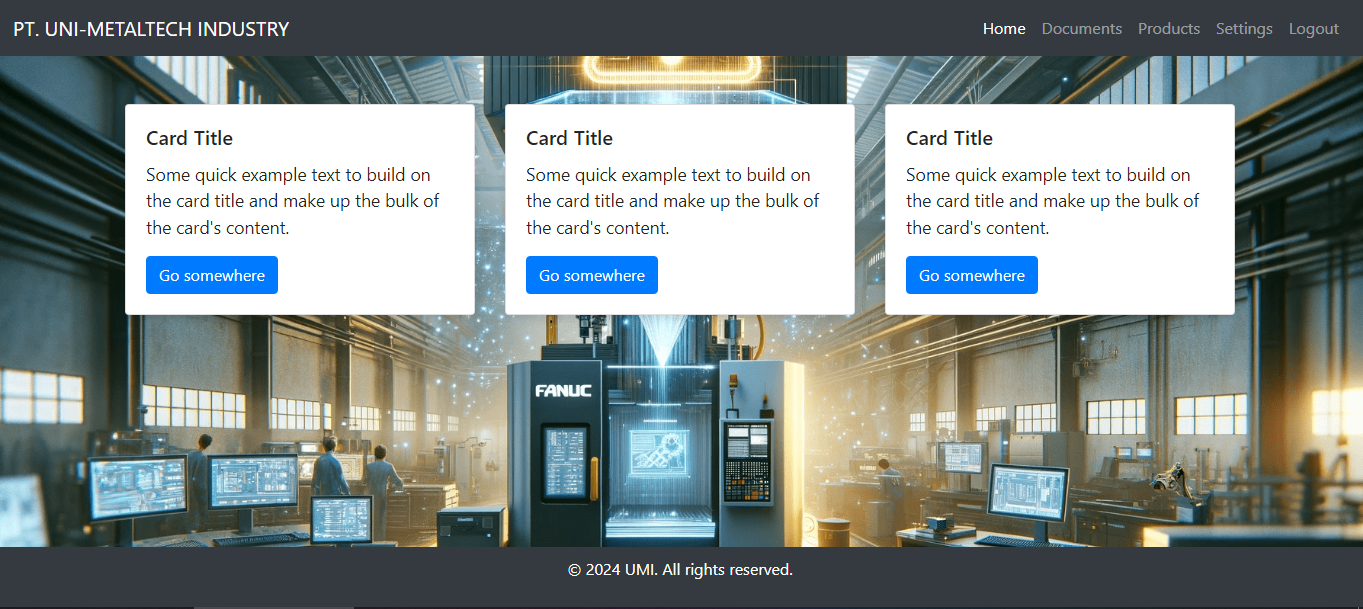 PT. UNI-METALTECH INDUSTRY
Home Documents Products Settings Logout
Card Title
Some quick example text to build on
the card title and make up the bulk of
the card's content.
Go somewhere
Card Title
Some quick example text to build on
the card title and make up the bulk of
the card's content.
Go somewhere
Card Title
Some quick example text to build on
the card title and make up the bulk of
the card's content.
Go somewhere
FANUC
© 2024 UMI. All rights reserved.